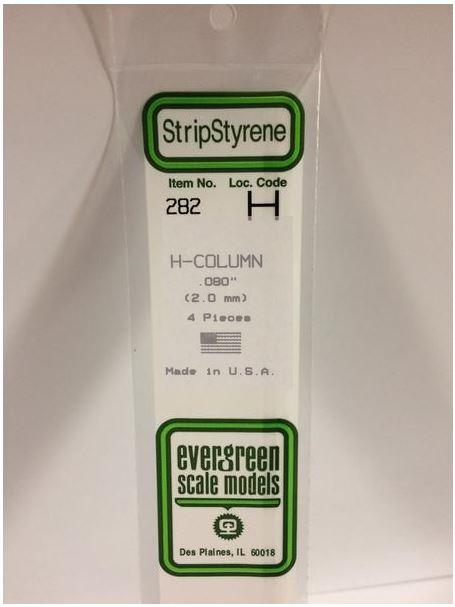 StripStyrene
Item No. Loc. Code
282 H
H-COLUMN
.080"
(2.0 mm)
4 Pieces
Made in U.S.A.
evergreen
scale models
Des Plaines, IL 60018